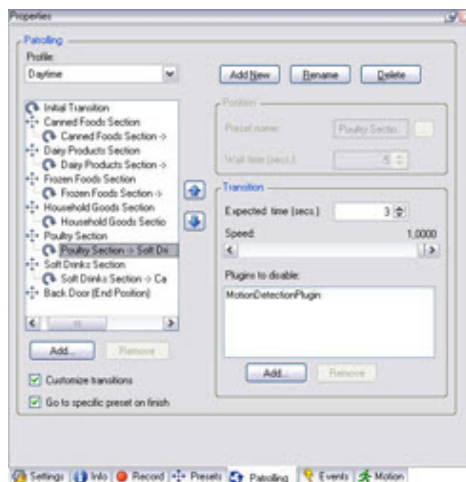 Properties
Patrolling
Profile
Daytime
Add New
Rename
Delete
Initial Transition
Canned Foods Section
Canned Foods Section ->
Dairy Products Section
Dairy Products Section ->
Frozen Foods Section
Frozen Foods Section ->
Household Goods Section
Household Goods Sectio
Poultry Section
Poultry Section -> Soft Dri
Soft Drinks Section
Soft Drinks Section -> Ca
Back Door (End Position)
Add...
Remove
Customize transitions
Go to specific preset on finish
Position
Preset name:
Poultry Sectio
...
Wait time (secs.)
5
Transition
Expected time (secs.)
3
Speed:
1,0000
Plugins to disable:
MotionDetectionPlugin
Add...
Remove
Settings
Info
Record
Presets
Patrolling
Events
Motion